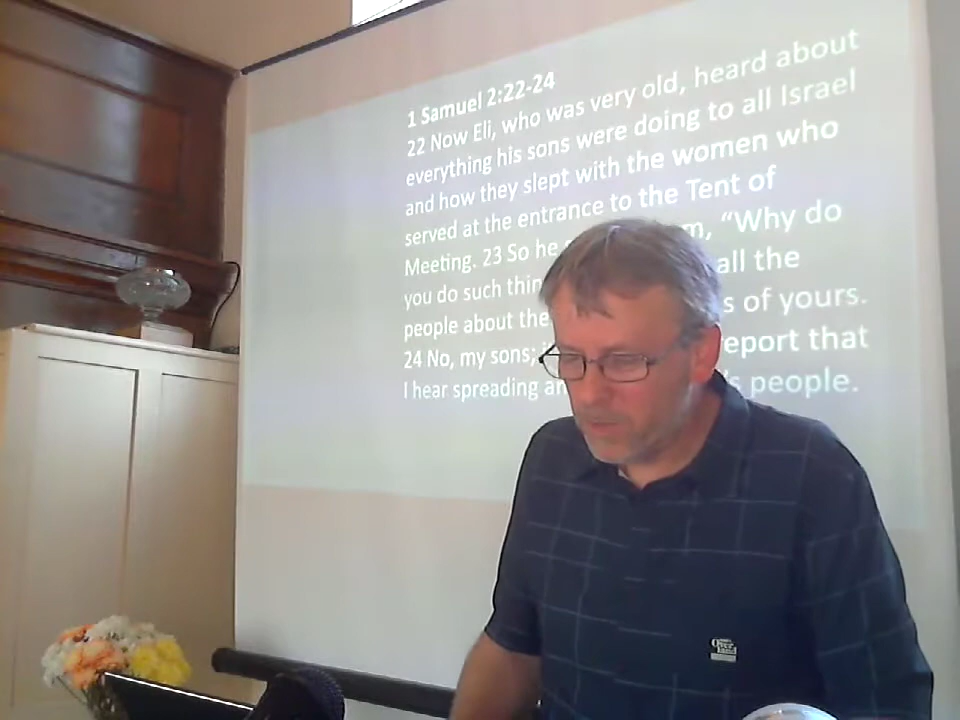 1 Samuel 2:22-24
22 Now Eli, who was very old, heard about
everything his sons were doing to all Israel
and how they slept with the women who
served at the entrance to the Tent of
Meeting. 23 So he m, “Why do
you do such thin all the
people about the s of yours.
24 No, my sons; i eport that
I hear spreading a 's people.
Over